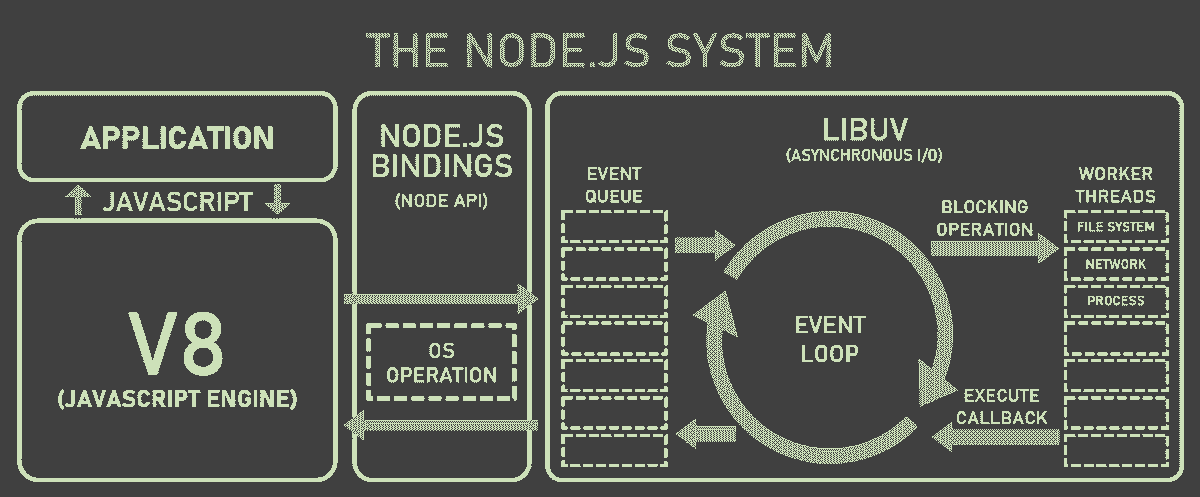 THE NODE.JS SYSTEM
APPLICATION
JAVASCRIPT
V8
(JAVASCRIPT ENGINE)
NODE.JS
BINDINGS
(NODE API)
OS
OPERATION
LIBUV
(ASYNCHRONOUS I/O)
EVENT
QUEUE
EVENT
LOOP
BLOCKING
OPERATION
EXECUTE
CALLBACK
WORKER
THREADS
FILE SYSTEM
NETWORK
PROCESS